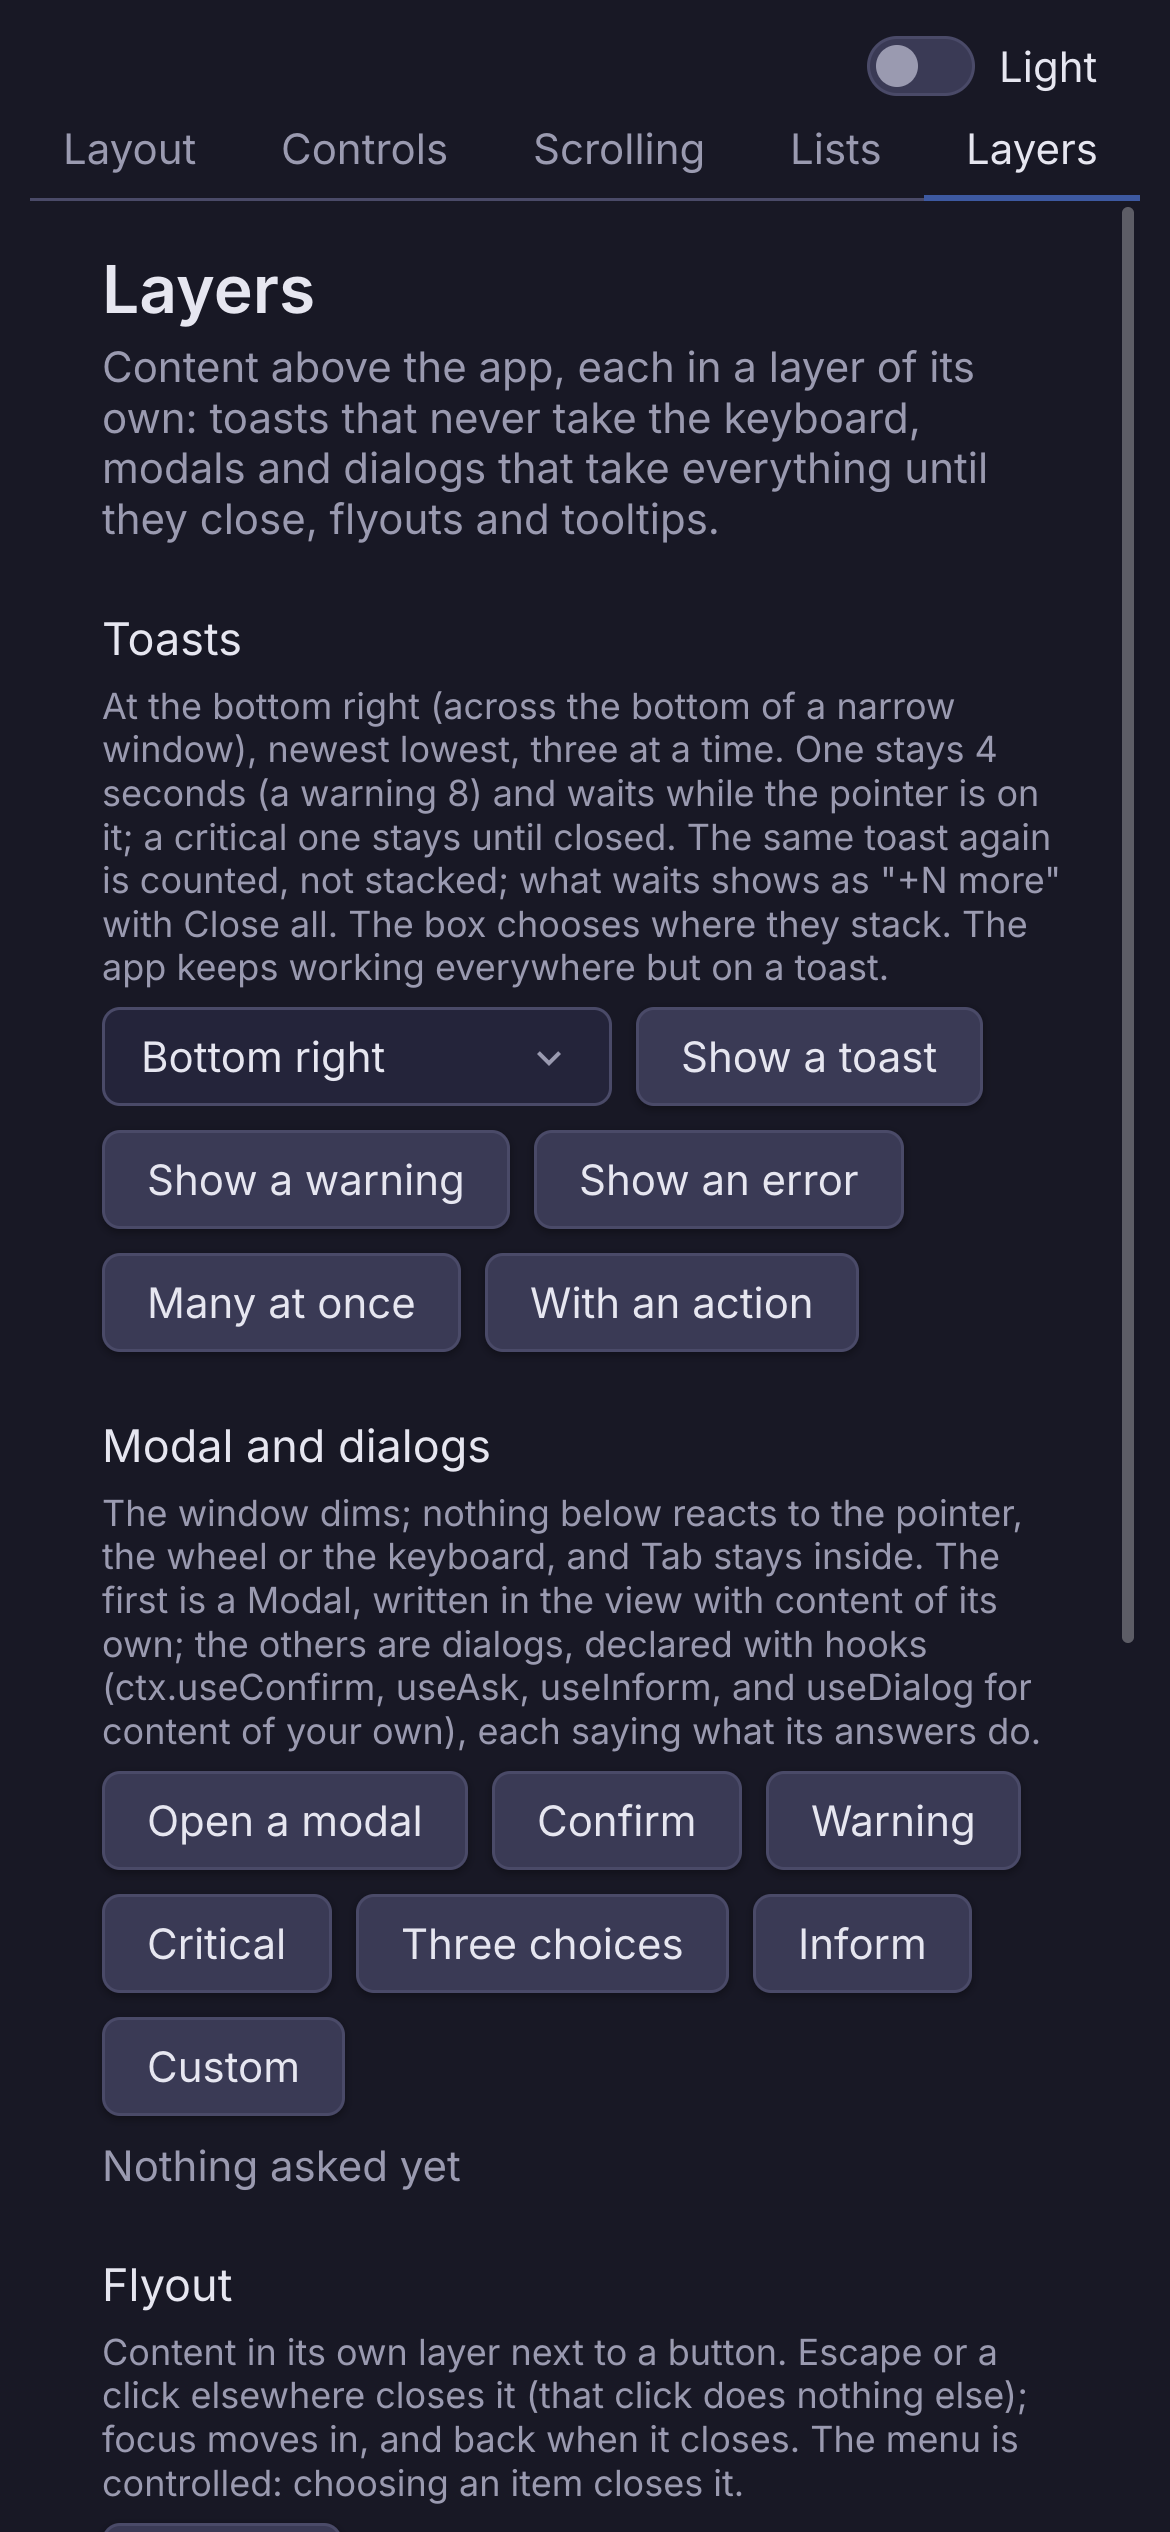 Light
Layout Controls Scrolling Lists Layers
Layers
Content above the app, each in a layer of its
own: toasts that never take the keyboard,
modals and dialogs that take everything until
they close, flyouts and tooltips.
Toasts
At the bottom right (across the bottom of a narrow
window), newest lowest, three at a time. One stays 4
seconds (a warning 8) and waits while the pointer is on
it; a critical one stays until closed. The same toast again
is counted, not stacked; what waits shows as "+N more"
with Close all. The box chooses where they stack. The
app keeps working everywhere but on a toast.
Bottom right Show a toast
Show a warning Show an error
Many at once With an action
Modal and dialogs
The window dims; nothing below reacts to the pointer,
the wheel or the keyboard, and Tab stays inside. The
first is a Modal, written in the view with content of its
own; the others are dialogs, declared with hooks
(ctx.useConfirm, useAsk, useInform, and useDialog for
content of your own), each saying what its answers do.
Open a modal Confirm Warning
Critical Three choices Inform
Custom
Nothing asked yet
Flyout
Content in its own layer next to a button. Escape or a
click elsewhere closes it (that click does nothing else);
focus moves in, and back when it closes. The menu is
controlled: choosing an item closes it.